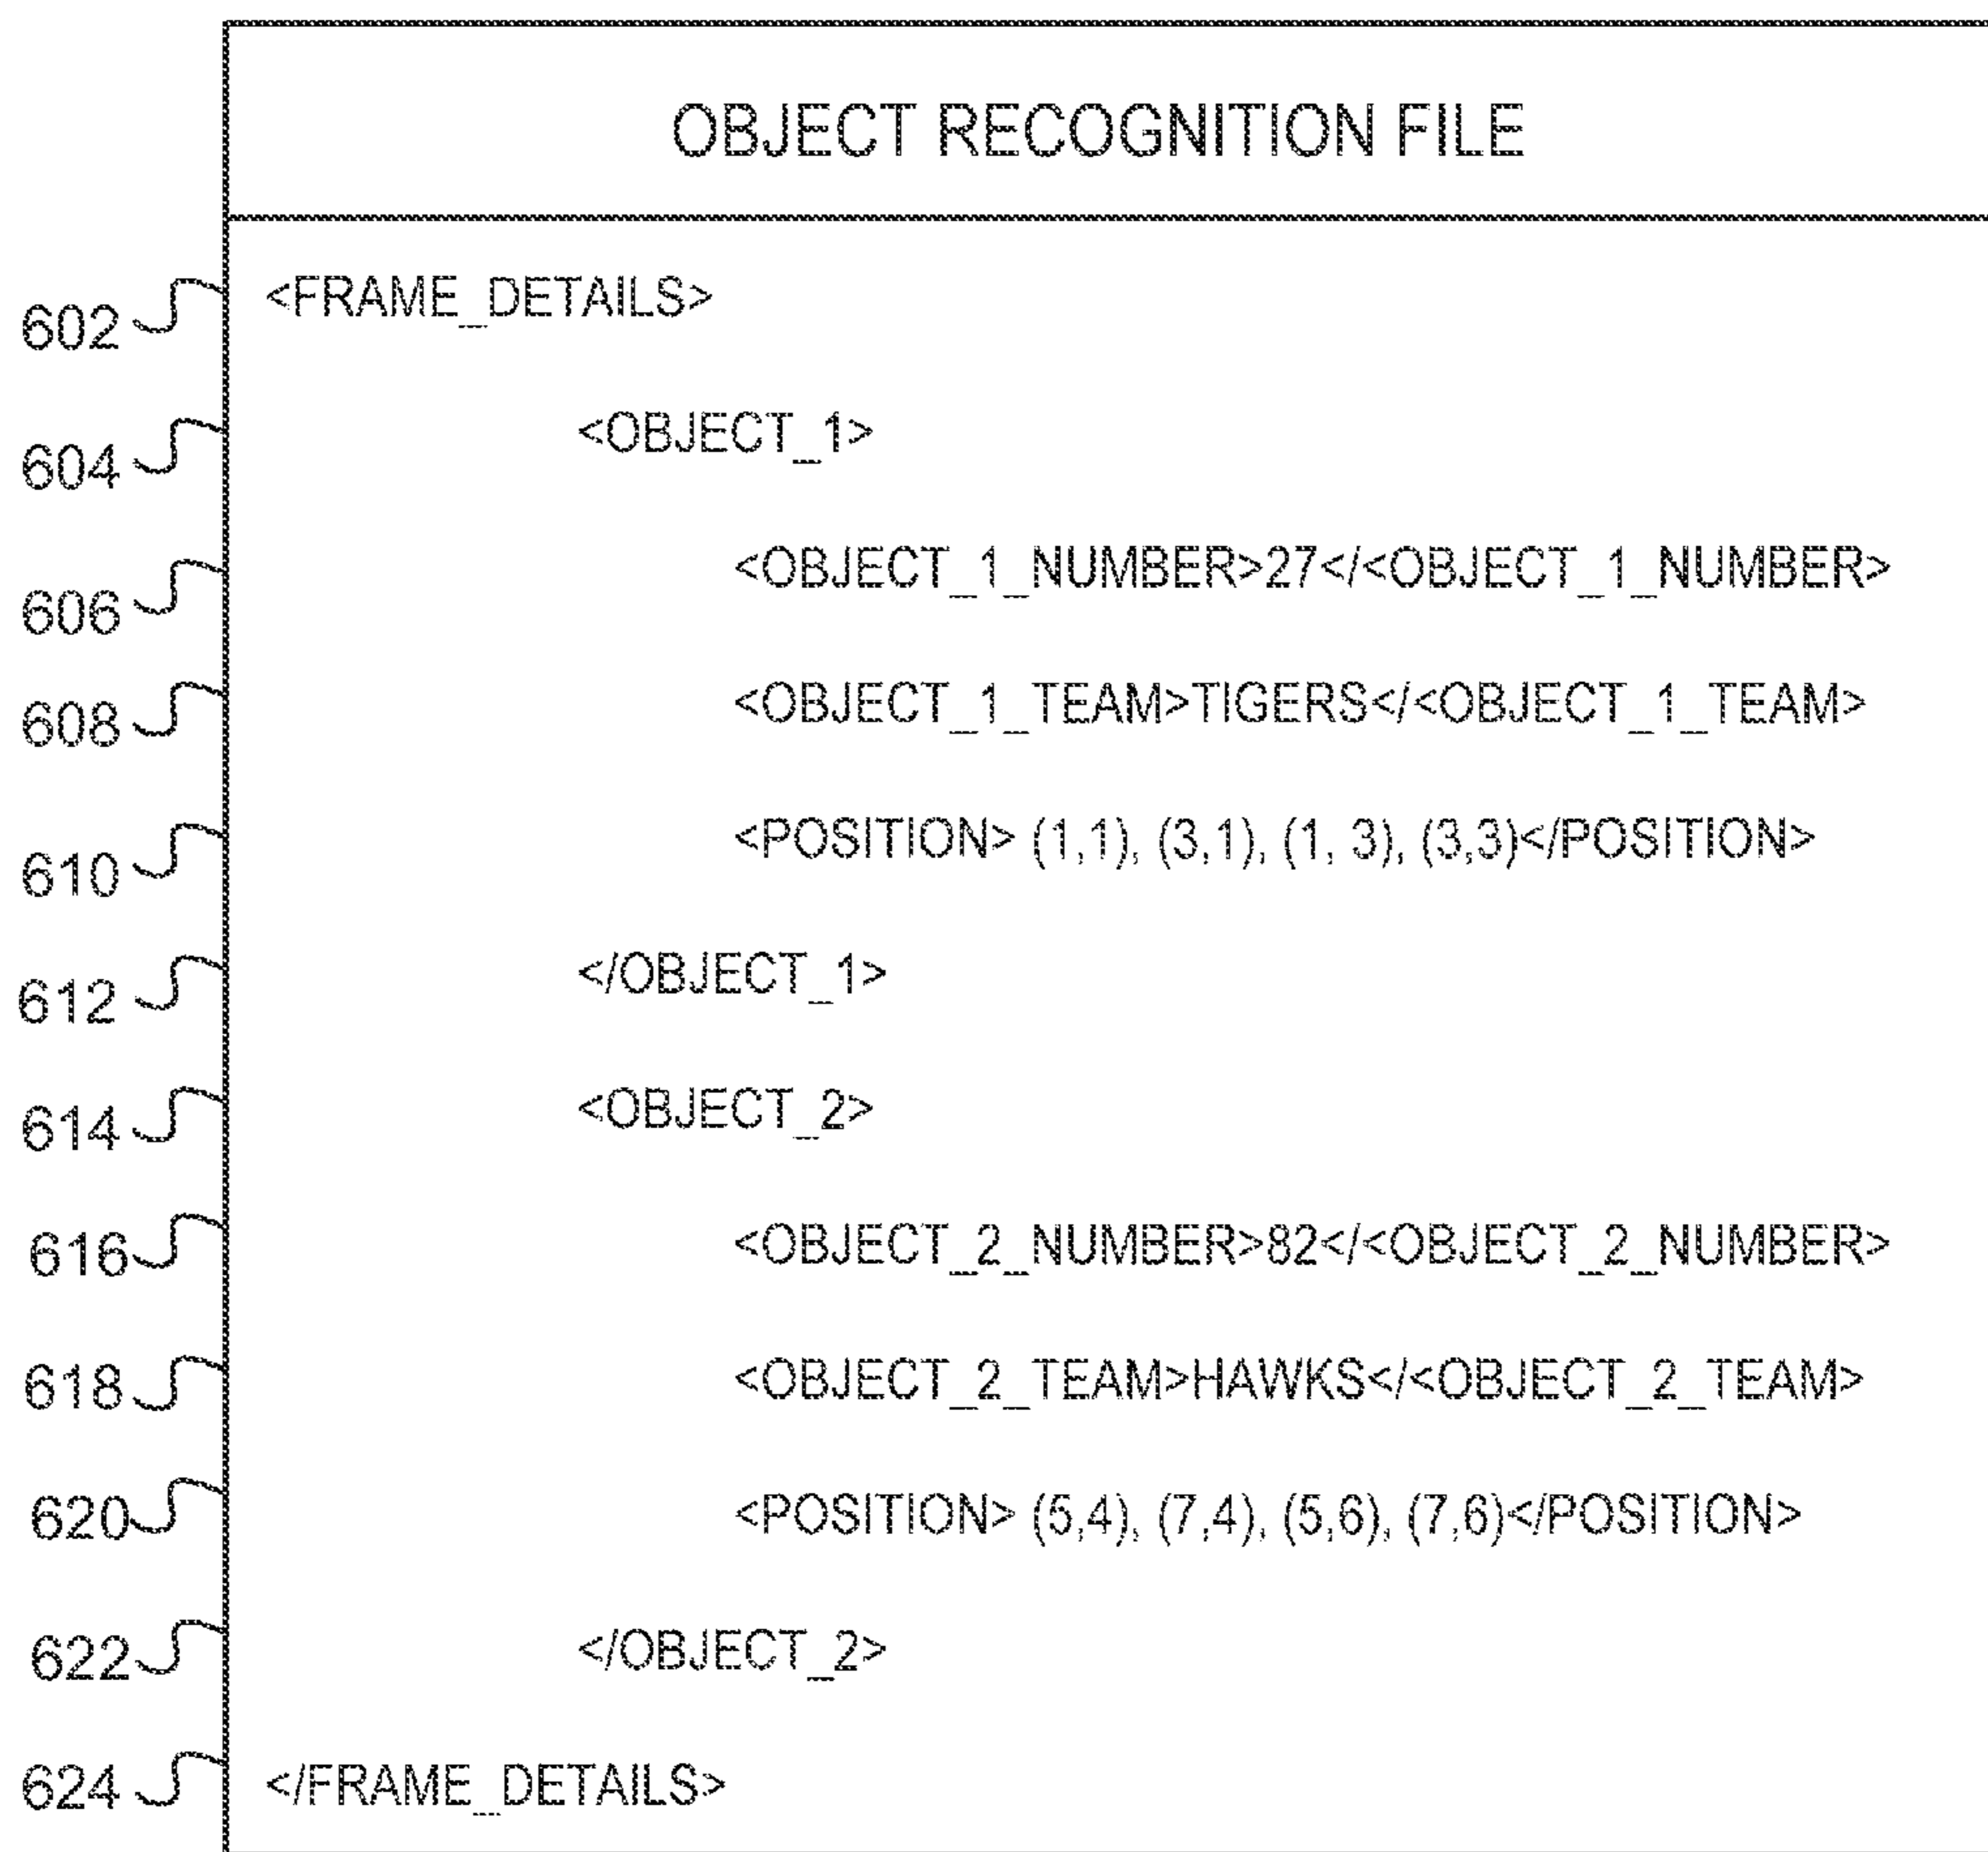 OBJECT RECOGNITION FILE
602 <FRAME_DETAILS>
604 <OBJECT_1>
606 <OBJECT_1_NUMBER>27</<OBJECT_1_NUMBER>
608 <OBJECT_1_TEAM>TIGERS</<OBJECT_1_TEAM>
610 <POSITION> (1,1), (3,1), (1, 3), (3,3)</POSITION>
612 </OBJECT_1>
614 <OBJECT_2>
616 <OBJECT_2_NUMBER>82</<OBJECT_2_NUMBER>
618 <OBJECT_2_TEAM>HAWKS</<OBJECT_2_TEAM>
620 <POSITION> (5,4), (7,4), (5,6), (7,6)</POSITION>
622 </OBJECT_2>
624 </FRAME_DETAILS>